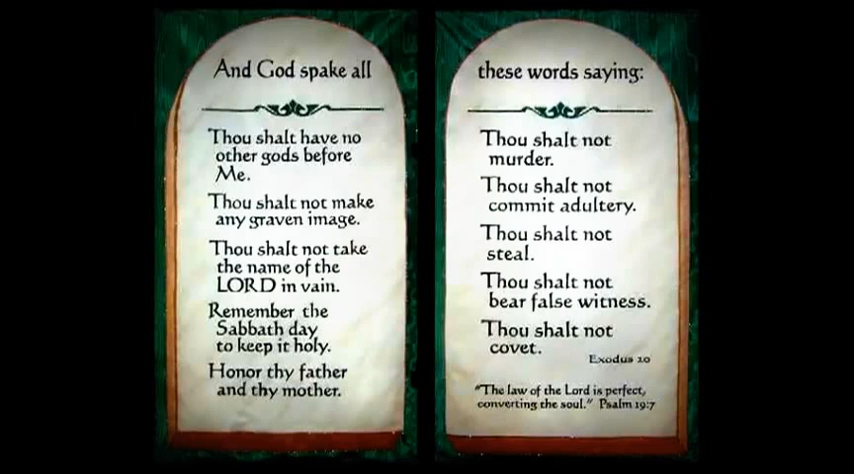 And God spake all
Thou shalt have no
other gods before
Me.
Thou shalt not make
any graven image.
Thou shalt not take
the name of the
LORD in vain.
Remember the
Sabbath day
to keep it holy.
Honor thy father
and thy mother.
these words saying:
Thou shalt not
murder.
Thou shalt not
commit adultery.
Thou shalt not
steal.
Thou shalt not
bear false witness.
Thou shalt not
covet.
Exodus 20
"The law of the Lord is perfect,
converting the soul." Psalm 19:7